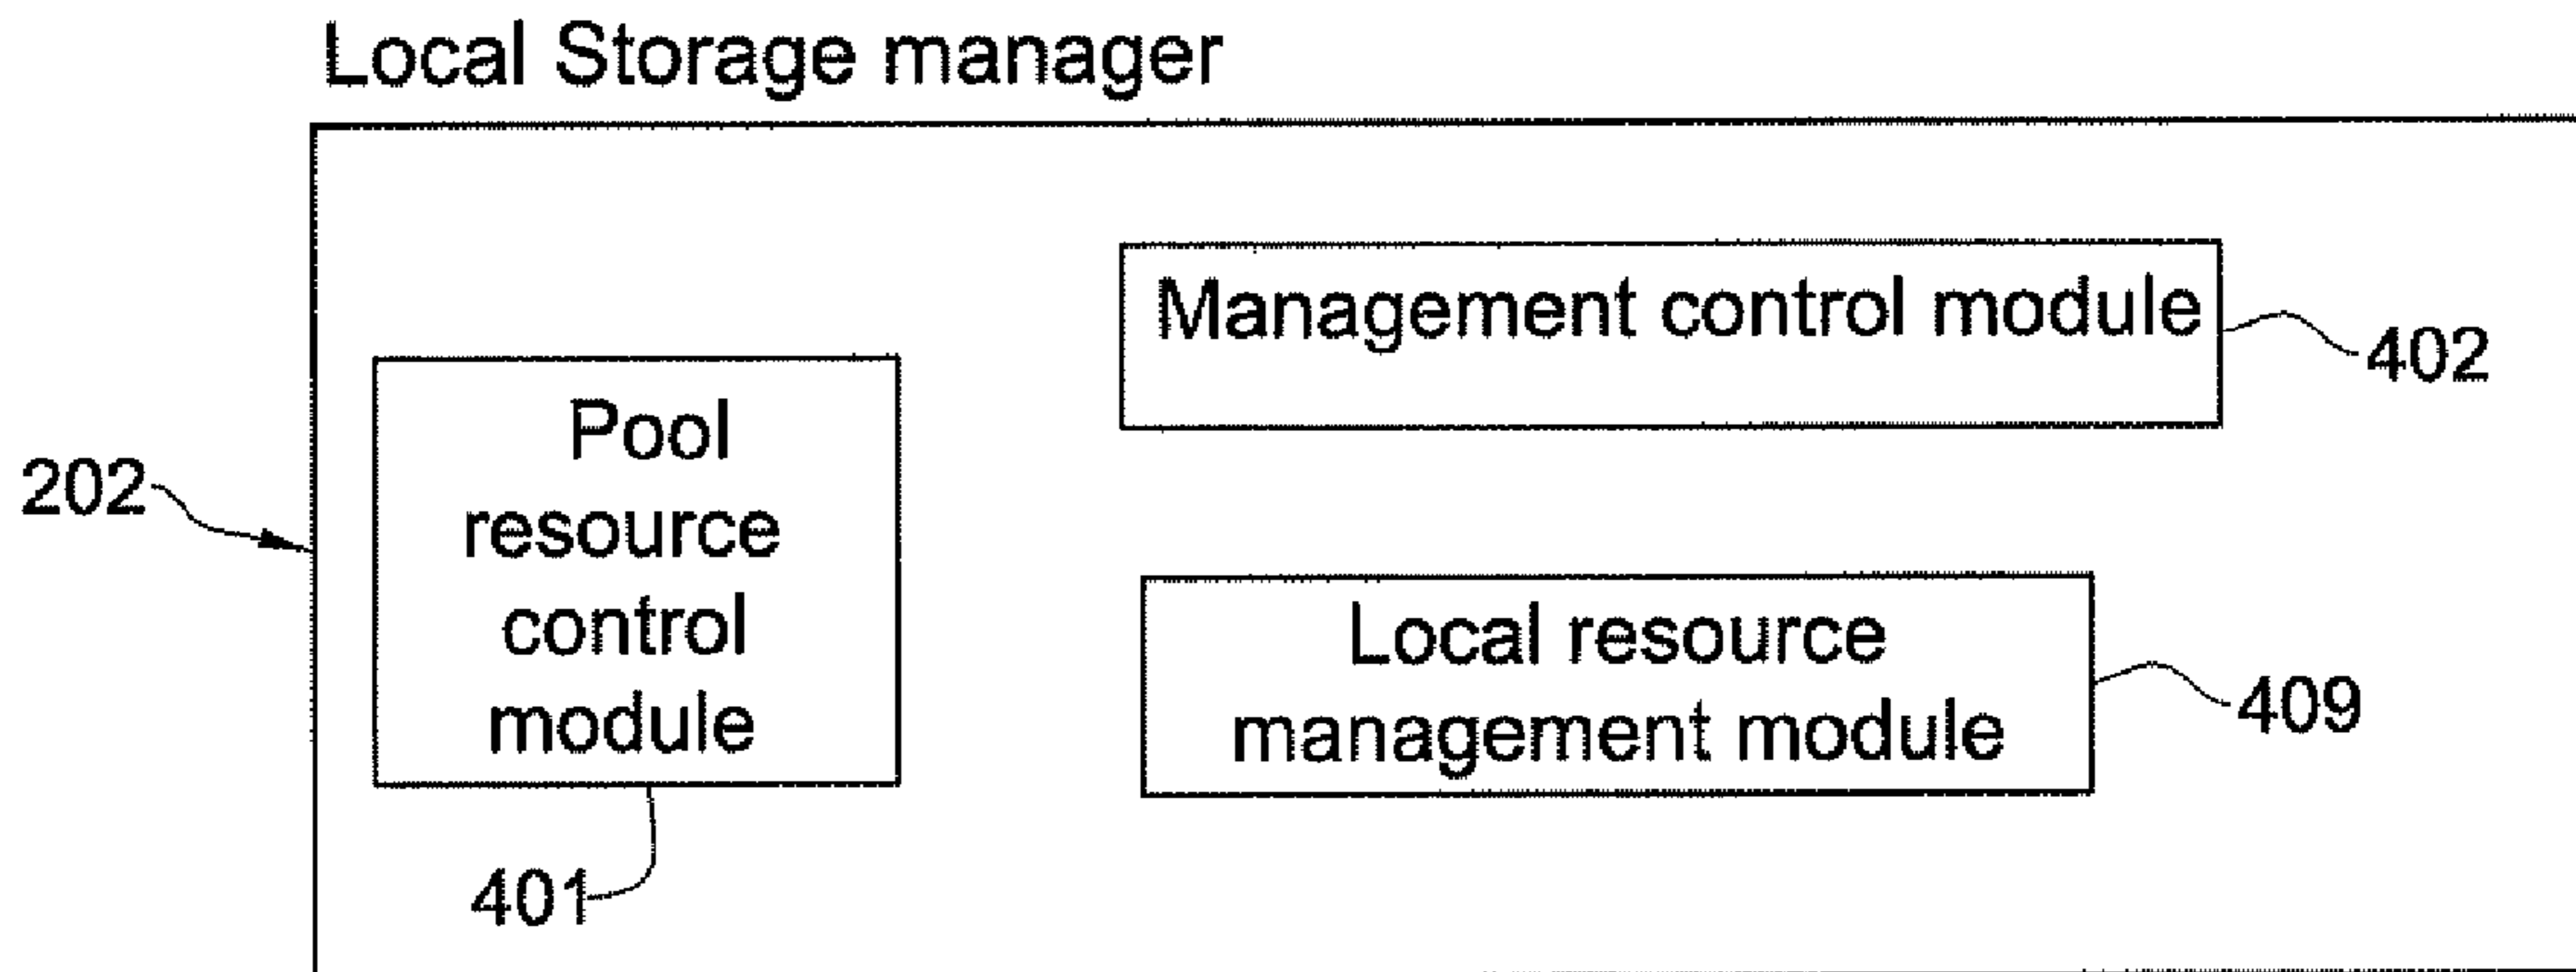 Local Storage manager
Management control module
402
Pool
resource
control
module
202
Local resource
management module
409
401